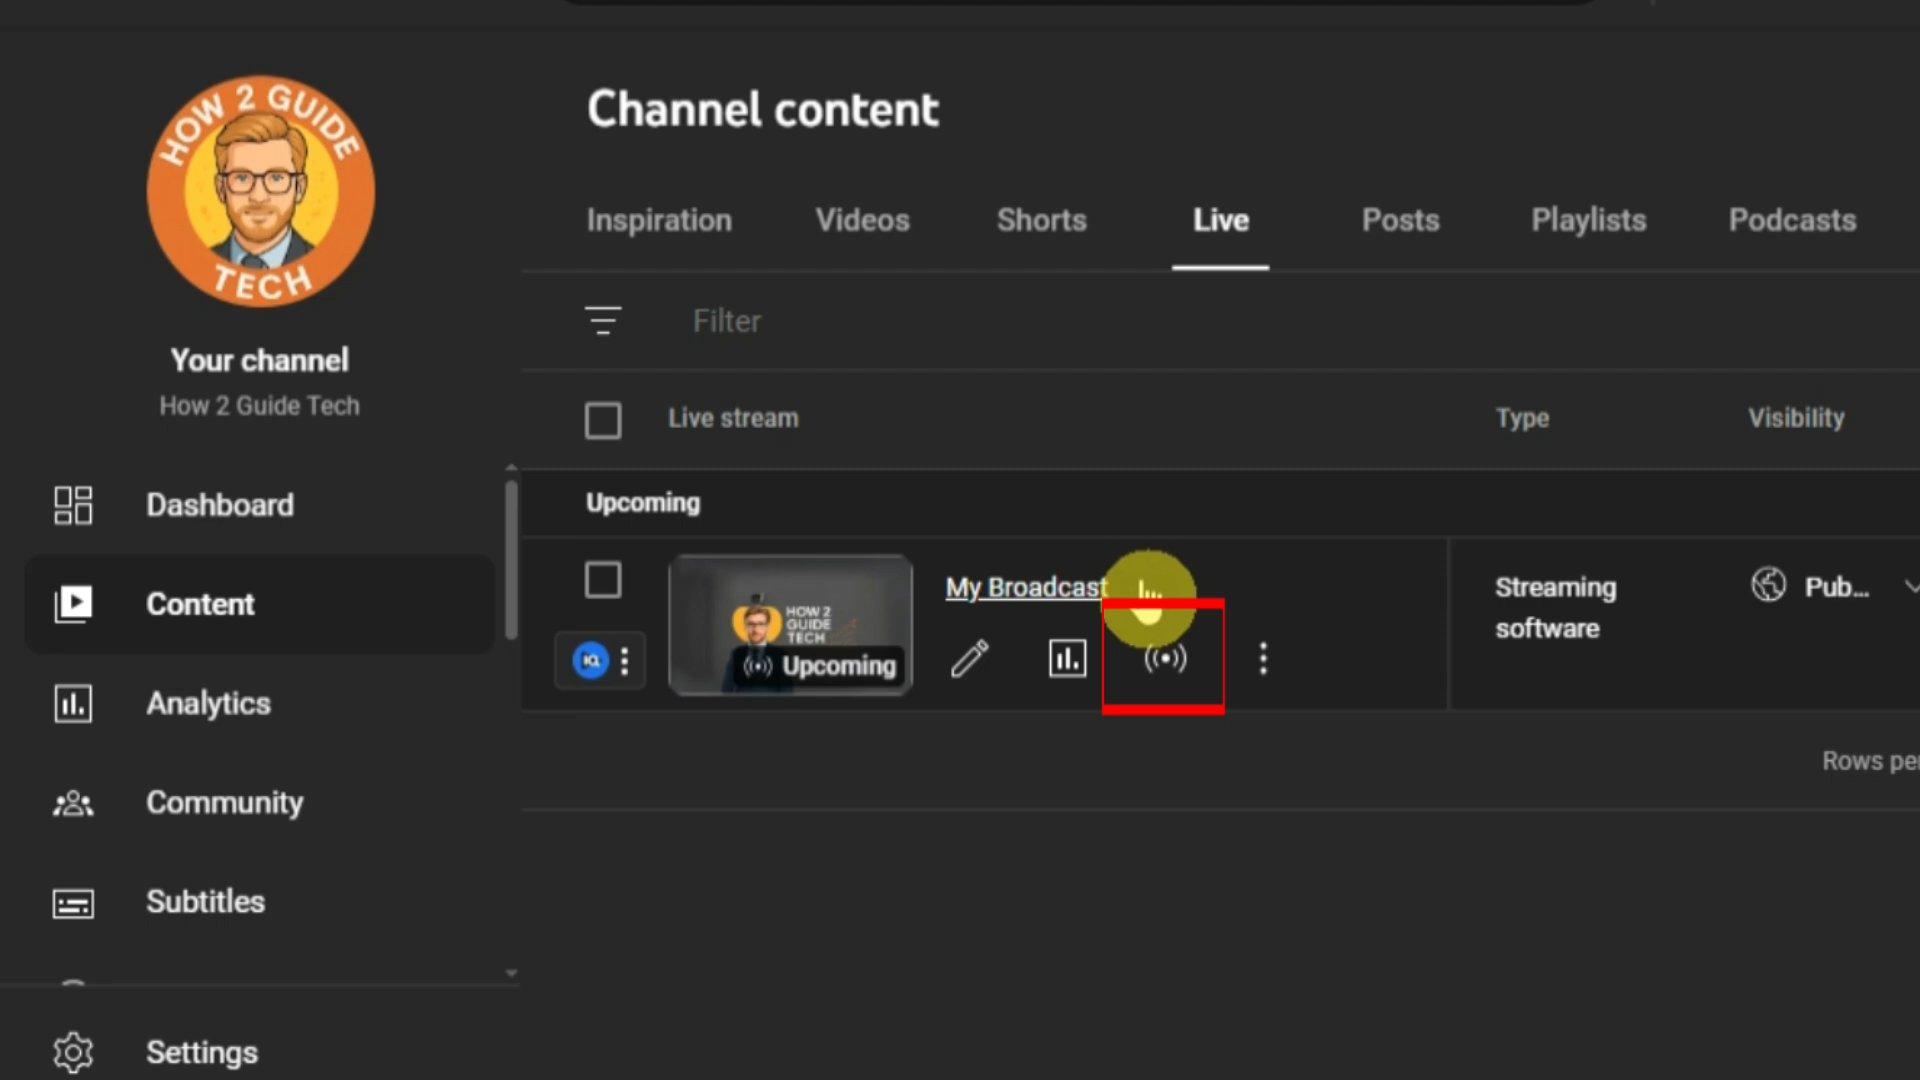 HOW 2 GUIDE
TECH
Your channel
How 2 Guide Tech
Dashboard
Content
Analytics
Community
Subtitles
Settings
Channel content
Inspiration
Videos
Shorts
Live
Posts
Playlists
Podcasts
Filter
Live stream
Type
Visibility
Upcoming
HOW 2
GUIDE
TECH
Upcoming
My Broadcast
Streaming
software
Pub...
IQ
Rows per